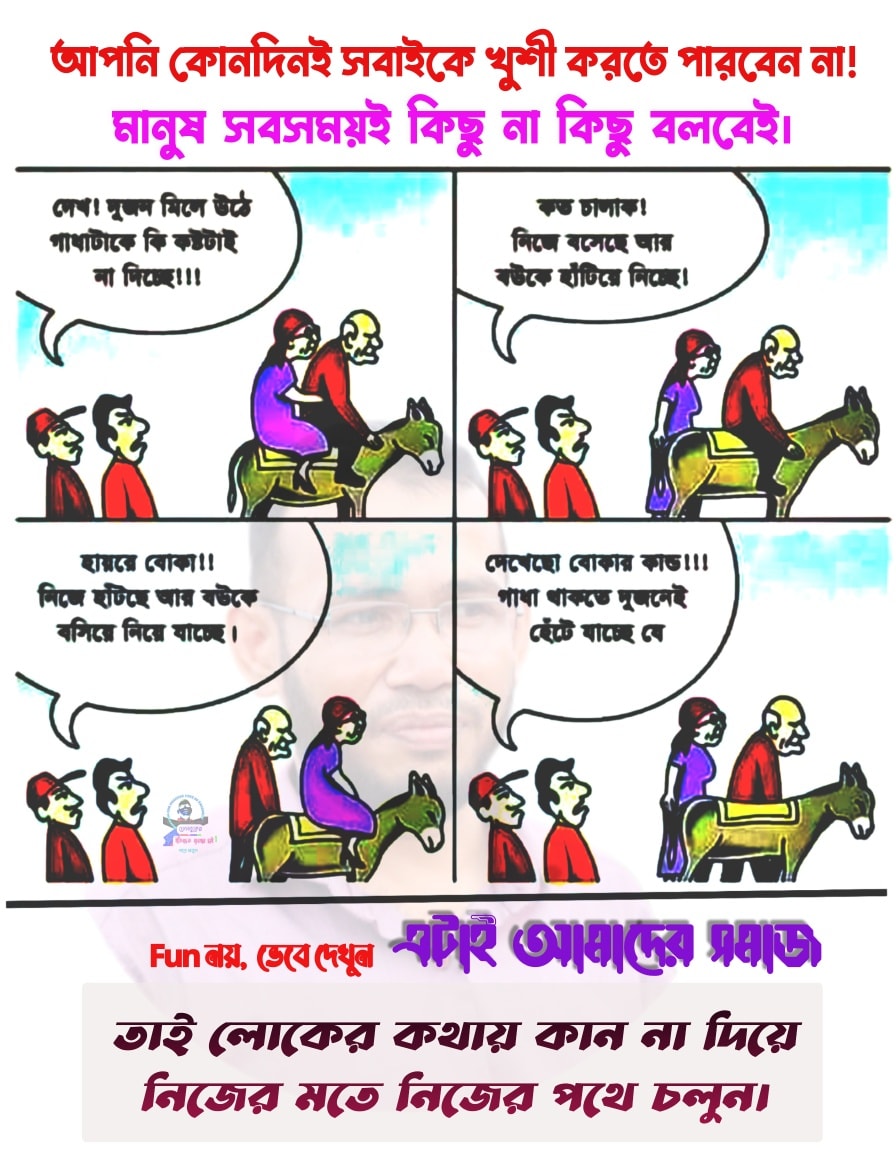 আপনি কোনদিনই সবাইকে খুশী করতে পারবেন না!
মানুষ সবসময়ই কিছু না কিছু বলবেই।
দেখ! দুজন মিলে উঠে
গাধাটাকে কি কষ্টটাই
না দিচ্ছে!!!
কত চালাক!
নিজে বসেছে আর
বউকে হাঁটিয়ে নিচ্ছে!
হায়রে বোকা!!
নিজে হাঁটছে আর বউকে
বসিয়ে নিয়ে যাচ্ছে।
দেখেছো বোকার কান্ড!!!
গাধা থাকতে দুজনেই
হেঁটে যাচ্ছে যে
Fun নয়, ভেবে দেখুন
এটাই আমাদের সমাজ
তাই লোকের কথায় কান না দিয়ে
নিজের মতে নিজের পথে চলুন।